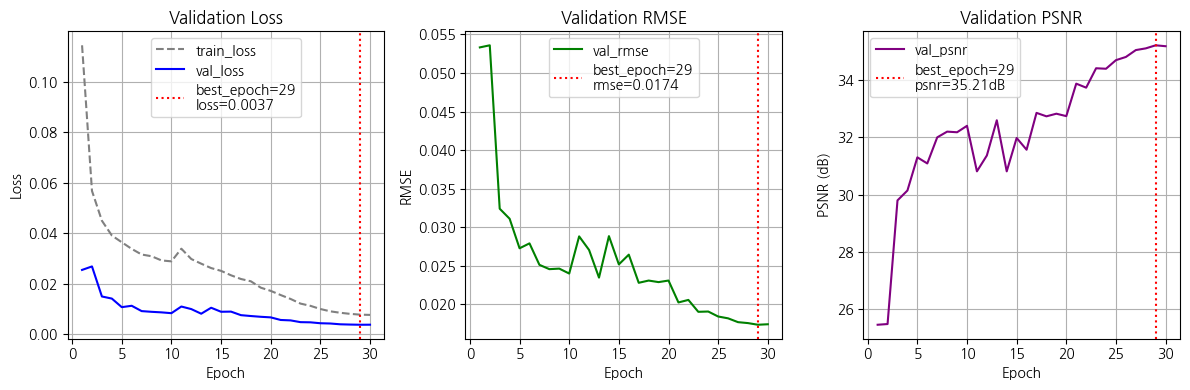 Validation Loss
train_loss
val_loss
best_epoch=29
loss=0.0037
0.10
0.08
0.06
0.04
0.02
0.00
Loss
0
5
10
15
20
25
30
Epoch
Validation RMSE
val_rmse
best_epoch=29
rmse=0.0174
0.055
0.050
0.045
0.040
0.035
0.030
0.025
0.020
RMSE
0
5
10
15
20
25
30
Epoch
Validation PSNR
val_psnr
best_epoch=29
psnr=35.21dB
34
32
30
28
26
PSNR (dB)
0
5
10
15
20
25
30
Epoch